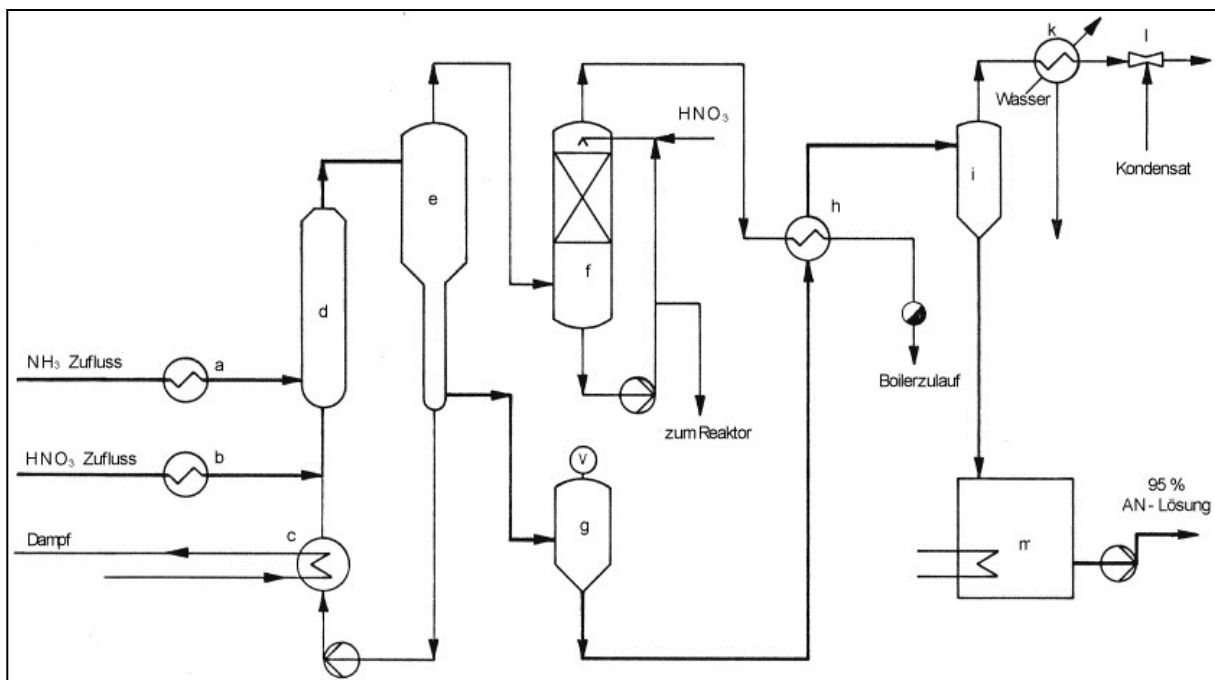 k
l
Wasser
HNO₃
Kondensat
e
i
h
f
d
NH₃ Zufluss
a
Boilerzulauf
zum Reaktor
HNO₃ Zufluss
b
V
g
95 %
AN - Lösung
Dampf
c
m